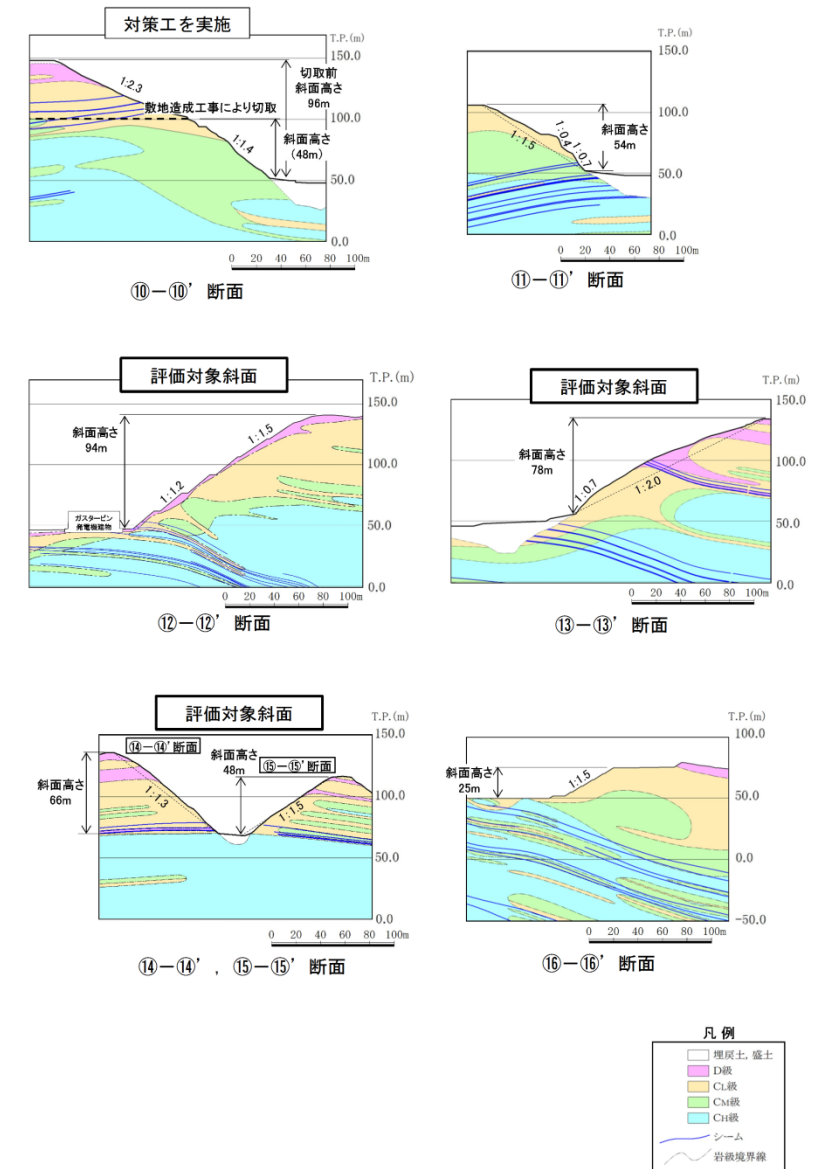 対策工を実施
T.P.(m)
150.0
100.0
50.0
0.0
1:2.3
切取前
斜面高さ
96m
敷地造成工事により切取
斜面高さ
(48m)
1:1.4
0 20 40 60 80 100m
⑩－⑩’ 断面
T.P.(m)
150.0
100.0
50.0
0.0
1:1.5
1:0.4
1:0.7
斜面高さ
54m
0 20 40 60 80 100m
⑪－⑪’ 断面
評価対象斜面
T.P.(m)
150.0
100.0
50.0
0.0
斜面高さ
94m
1:1.5
1:1.2
ガスタービン
発電機建物
0 20 40 60 80 100m
⑫－⑫’ 断面
評価対象斜面
T.P.(m)
150.0
100.0
50.0
0.0
斜面高さ
78m
1:0.7
1:2.0
0 20 40 60 80 100m
⑬－⑬’ 断面
評価対象斜面
T.P.(m)
150.0
100.0
50.0
0.0
⑭－⑭’断面
斜面高さ
48m
⑮－⑮’断面
斜面高さ
66m
1:1.3
1:1.5
0 20 40 60 80 100m
⑭－⑭’ , ⑮－⑮’ 断面
T.P.(m)
100.0
50.0
0.0
-50.0
斜面高さ
25m
1:1.5
0 20 40 60 80 100m
⑯－⑯’ 断面
凡 例
埋戻土, 盛土
D級
CL級
CM級
CH級
シーム
岩級境界線